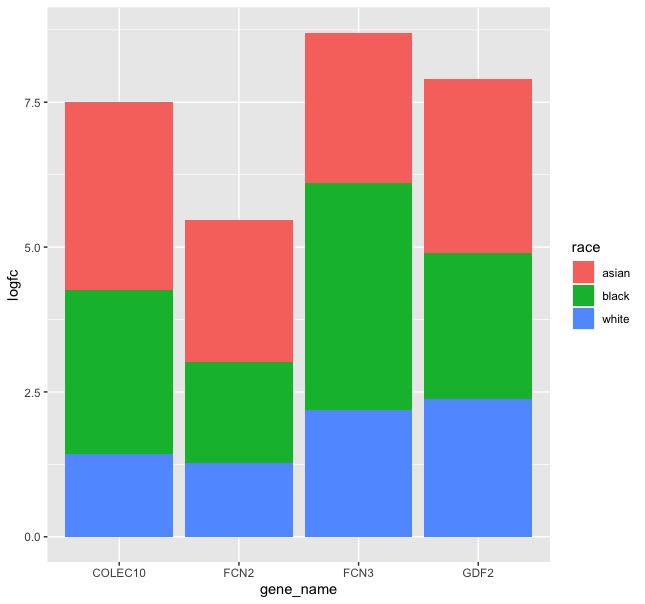 logfc
7.5
5.0
2.5
0.0
COLEC10 FCN2 FCN3 GDF2
gene_name
race
asian
black
white